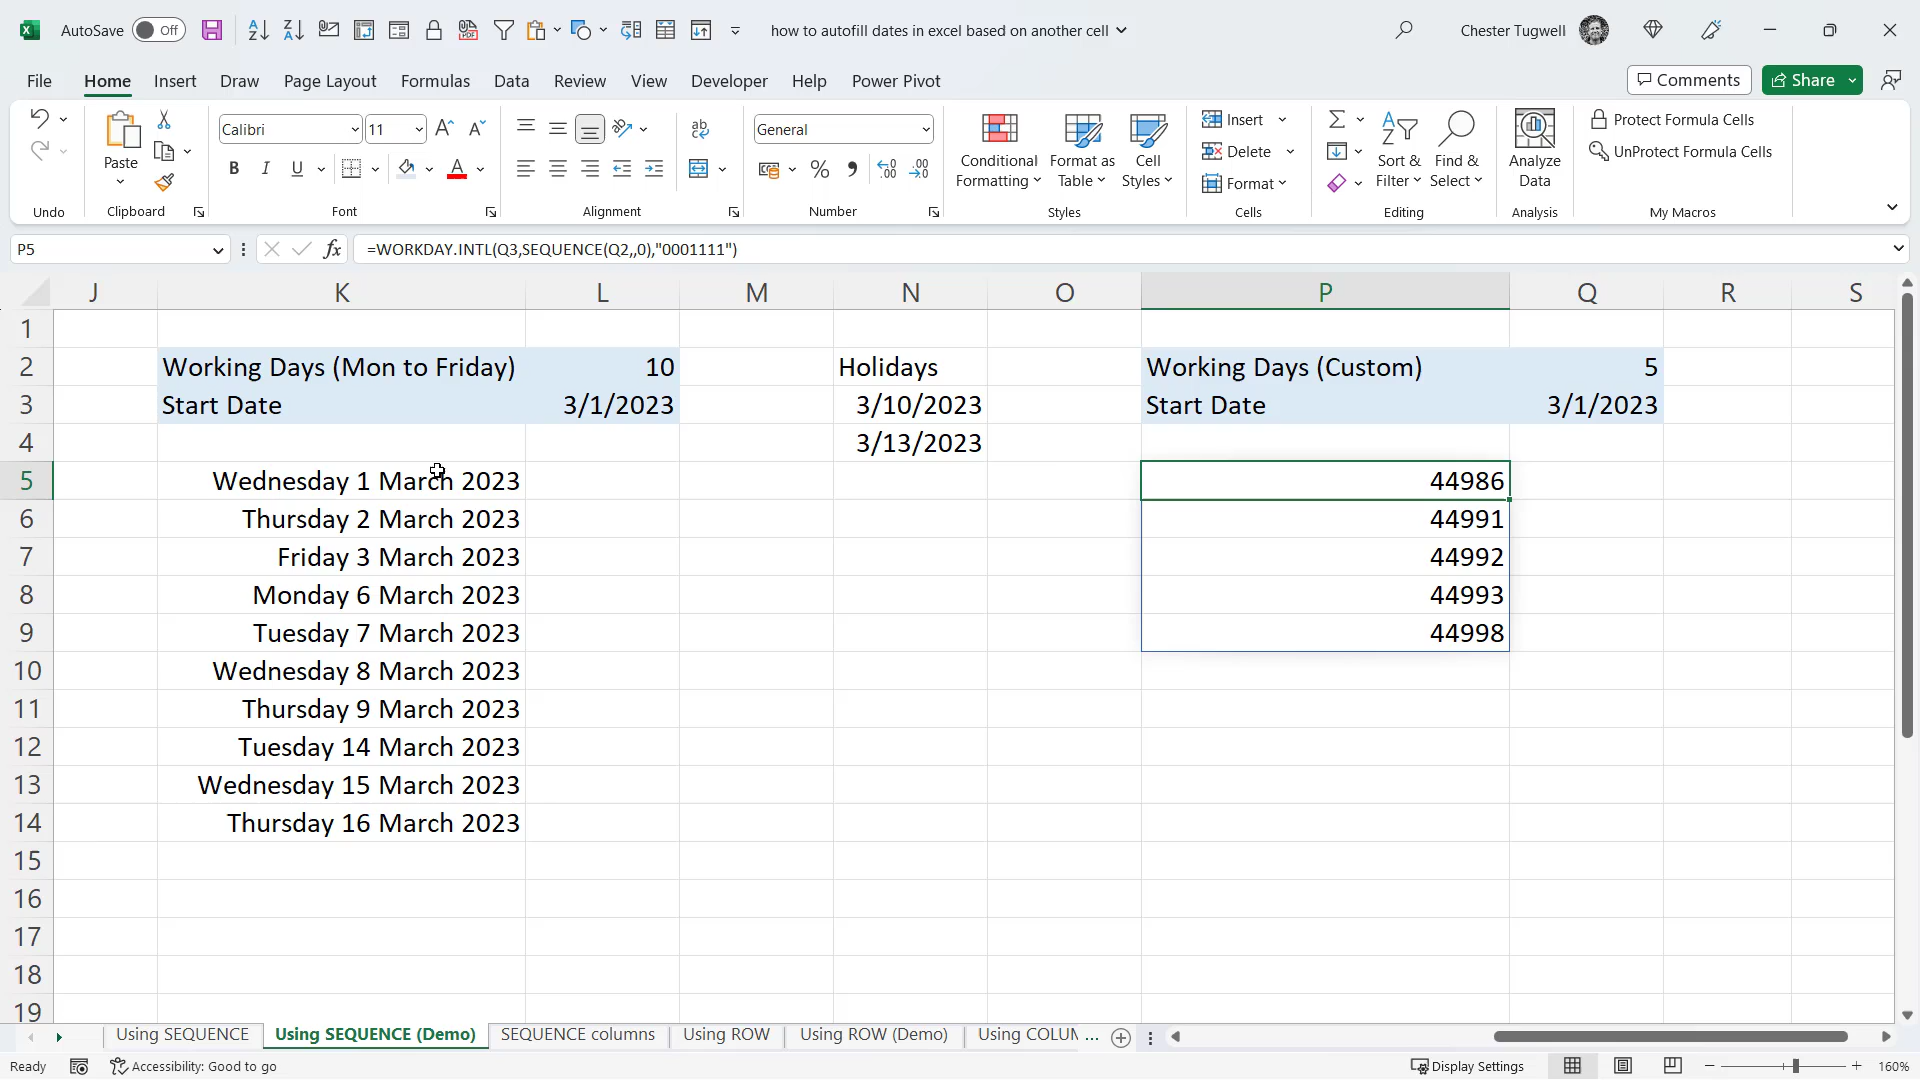 AutoSave Off how to autofill dates in excel based on another cell Chester Tugwell
File Home Insert Draw Page Layout Formulas Data Review View Developer Help Power Pivot Comments Share
Paste
Undo Clipboard
Calibri 11
B I U A
Font
ab
Alignment
General
% .00
Number
Conditional Formatting
Format as Table
Cell Styles
Styles
Insert
Delete
Format
Cells
Sort & Filter
Find & Select
Editing
Analyze Data
Analysis
Protect Formula Cells
UnProtect Formula Cells
My Macros
P5 fx =WORKDAY.INTL(Q3,SEQUENCE(Q2,,0),"0001111")
J K L M N O P Q R S
1
2 Working Days (Mon to Friday) 10 Holidays Working Days (Custom) 5
3 Start Date 3/1/2023 3/10/2023 Start Date 3/1/2023
4 3/13/2023
5 Wednesday 1 March 2023 44986
6 Thursday 2 March 2023 44991
7 Friday 3 March 2023 44992
8 Monday 6 March 2023 44993
9 Tuesday 7 March 2023 44998
10 Wednesday 8 March 2023
11 Thursday 9 March 2023
12 Tuesday 14 March 2023
13 Wednesday 15 March 2023
14 Thursday 16 March 2023
15
16
17
18
19
Using SEQUENCE Using SEQUENCE (Demo) SEQUENCE columns Using ROW Using ROW (Demo) Using COLUM ...
Ready Accessibility: Good to go Display Settings 160%